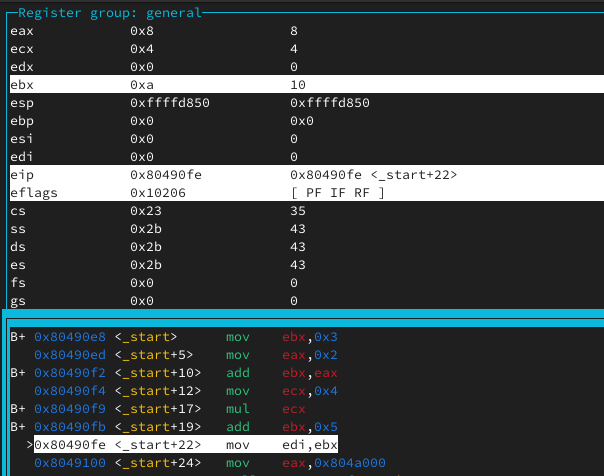 Register group: general
eax 0x8 8
ecx 0x4 4
edx 0x0 0
ebx 0xa 10
esp 0xffffd850 0xffffd850
ebp 0x0 0x0
esi 0x0 0
edi 0x0 0
eip 0x80490fe 0x80490fe <_start+22>
eflags 0x10206 [ PF IF RF ]
cs 0x23 35
ss 0x2b 43
ds 0x2b 43
es 0x2b 43
fs 0x0 0
gs 0x0 0
B+ 0x80490e8 <_start> mov ebx,0x3
0x80490ed <_start+5> mov eax,0x2
B+ 0x80490f2 <_start+10> add ebx,eax
0x80490f4 <_start+12> mov ecx,0x4
B+ 0x80490f9 <_start+17> mul ecx
B+ 0x80490fb <_start+19> add ebx,0x5
>0x80490fe <_start+22> mov edi,ebx
0x8049100 <_start+24> mov eax,0x804a000